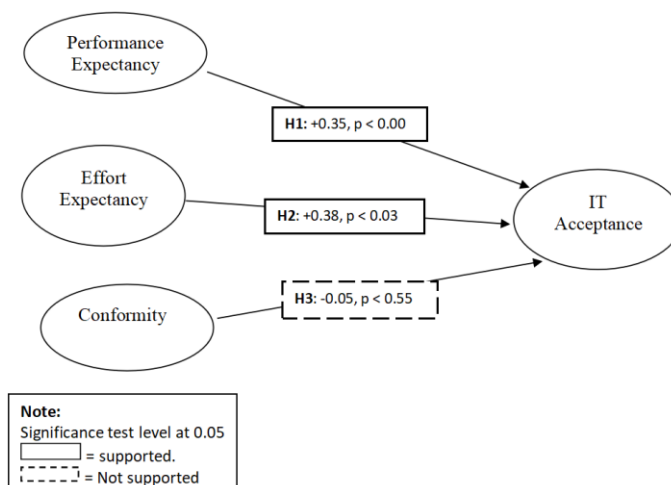 Performance
Expectancy
H1: +0.35, p < 0.00
Effort
Expectancy
H2: +0.38, p < 0.03
IT
Acceptance
Conformity
H3: -0.05, p < 0.55
Note:
Significance test level at 0.05
= supported.
= Not supported